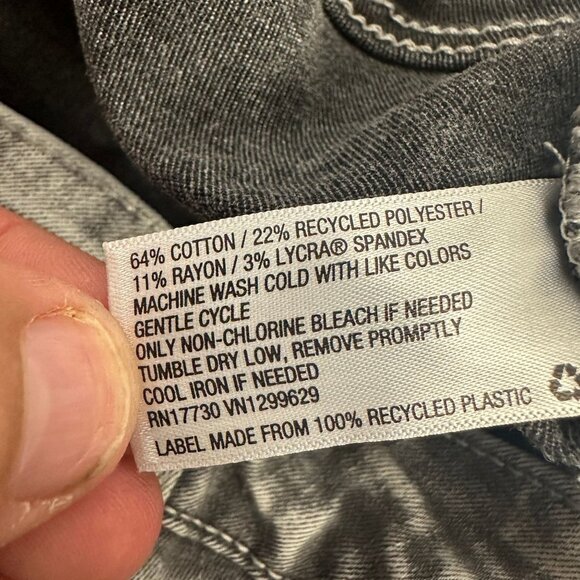 64% COTTON / 22% RECYCLED POLYESTER /
11% RAYON / 3% LYCRA® SPANDEX
MACHINE WASH COLD WITH LIKE COLORS
GENTLE CYCLE
ONLY NON-CHLORINE BLEACH IF NEEDED
TUMBLE DRY LOW, REMOVE PROMPTLY
COOL IRON IF NEEDED
RN17730 VN1299629
LABEL MADE FROM 100% RECYCLED PLASTIC